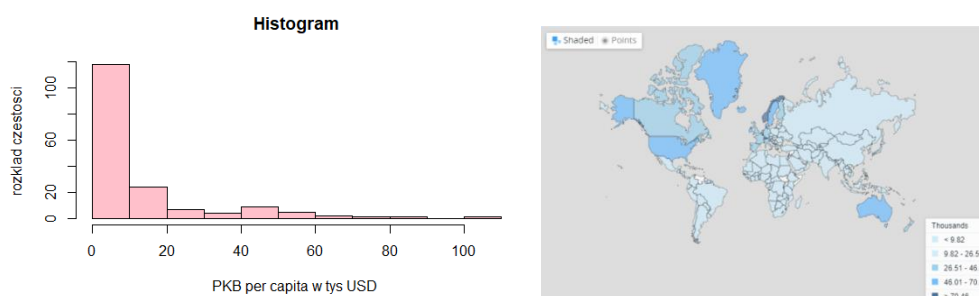 Histogram
rozklad czestosci
0
20
60
100
0
20
40
60
80
100
PKB per capita w tys USD
Shaded
Points
Thousands
< 9.82
9.82 - 26.5
26.51 - 46.
46.01 - 70